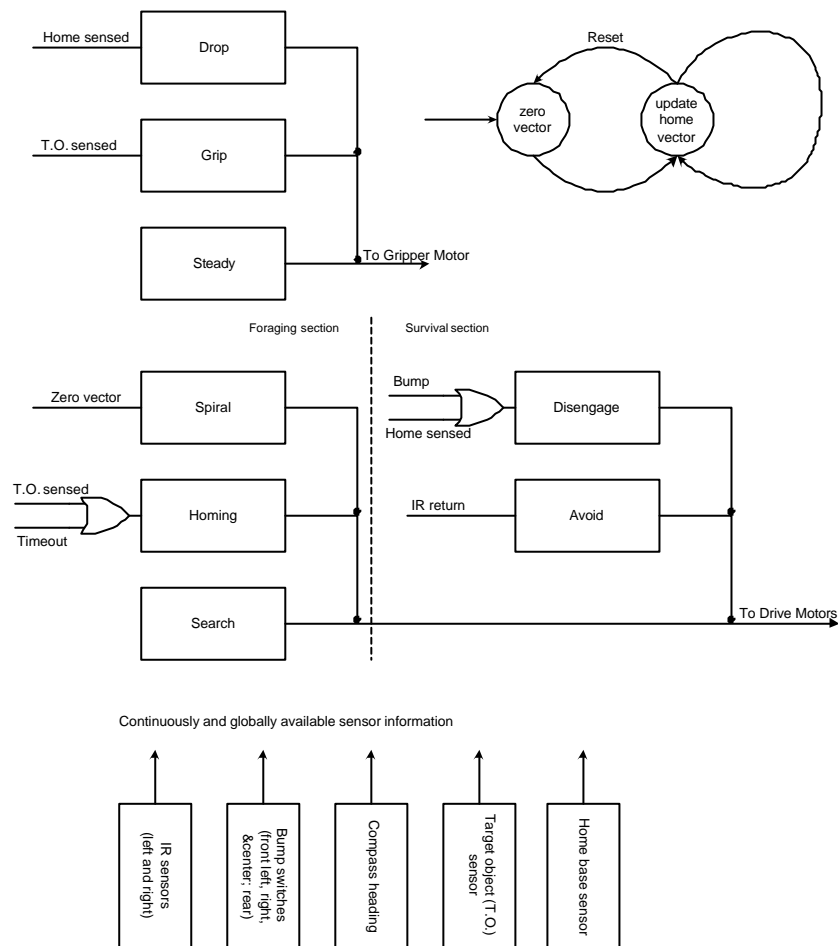 Home sensed
Drop
Reset
zero
vector
update
home
vector
T.O. sensed
Grip
Steady
To Gripper Motor
Foraging section
Survival section
Zero vector
Spiral
Bump
Home sensed
Disengage
T.O. sensed
Timeout
Homing
IR return
Avoid
Search
To Drive Motors
Continuously and globally available sensor information
IR sensors
(left and right)
Bump switches
(front left, right,
&center; rear)
Compass heading
Target object (T.O.)
sensor
Home base sensor